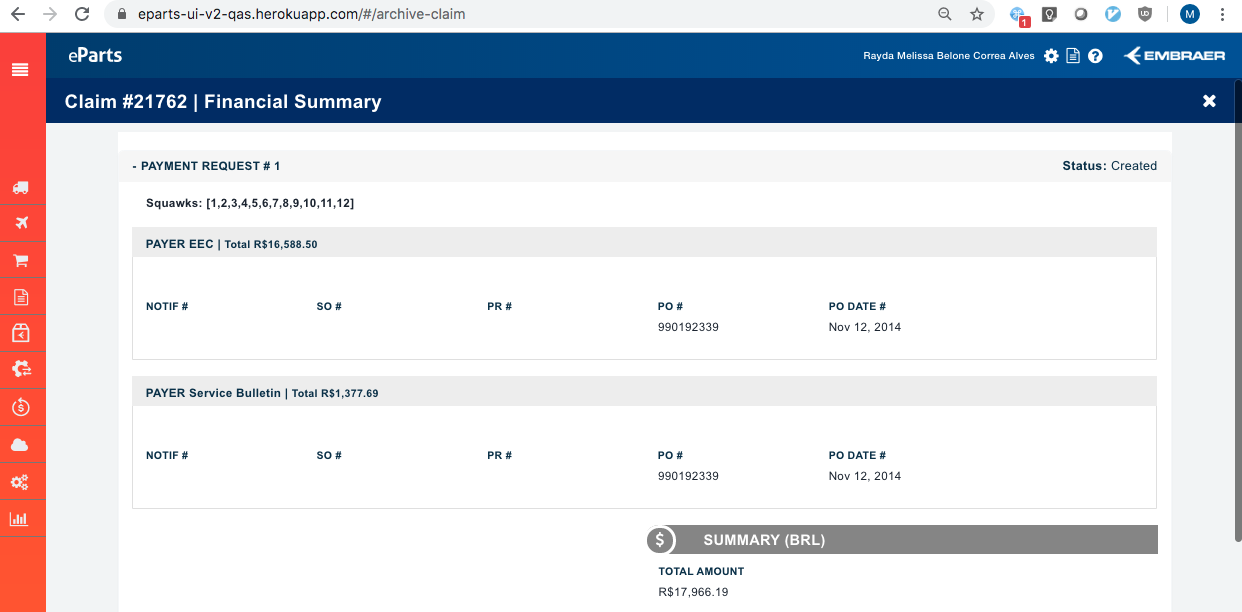 eparts-ui-v2-qas.herokuapp.com/#/archive-claim
1
M
eParts
Rayda Melissa Belone Correa Alves
EMBRAER
Claim #21762 | Financial Summary
- PAYMENT REQUEST # 1
Status: Created
Squawks: [1,2,3,4,5,6,7,8,9,10,11,12]
PAYER EEC | Total R$16,588.50
NOTIF # SO # PR # PO # PO DATE #
990192339 Nov 12, 2014
PAYER Service Bulletin | Total R$1,377.69
NOTIF # SO # PR # PO # PO DATE #
990192339 Nov 12, 2014
$ SUMMARY (BRL)
TOTAL AMOUNT
R$17,966.19